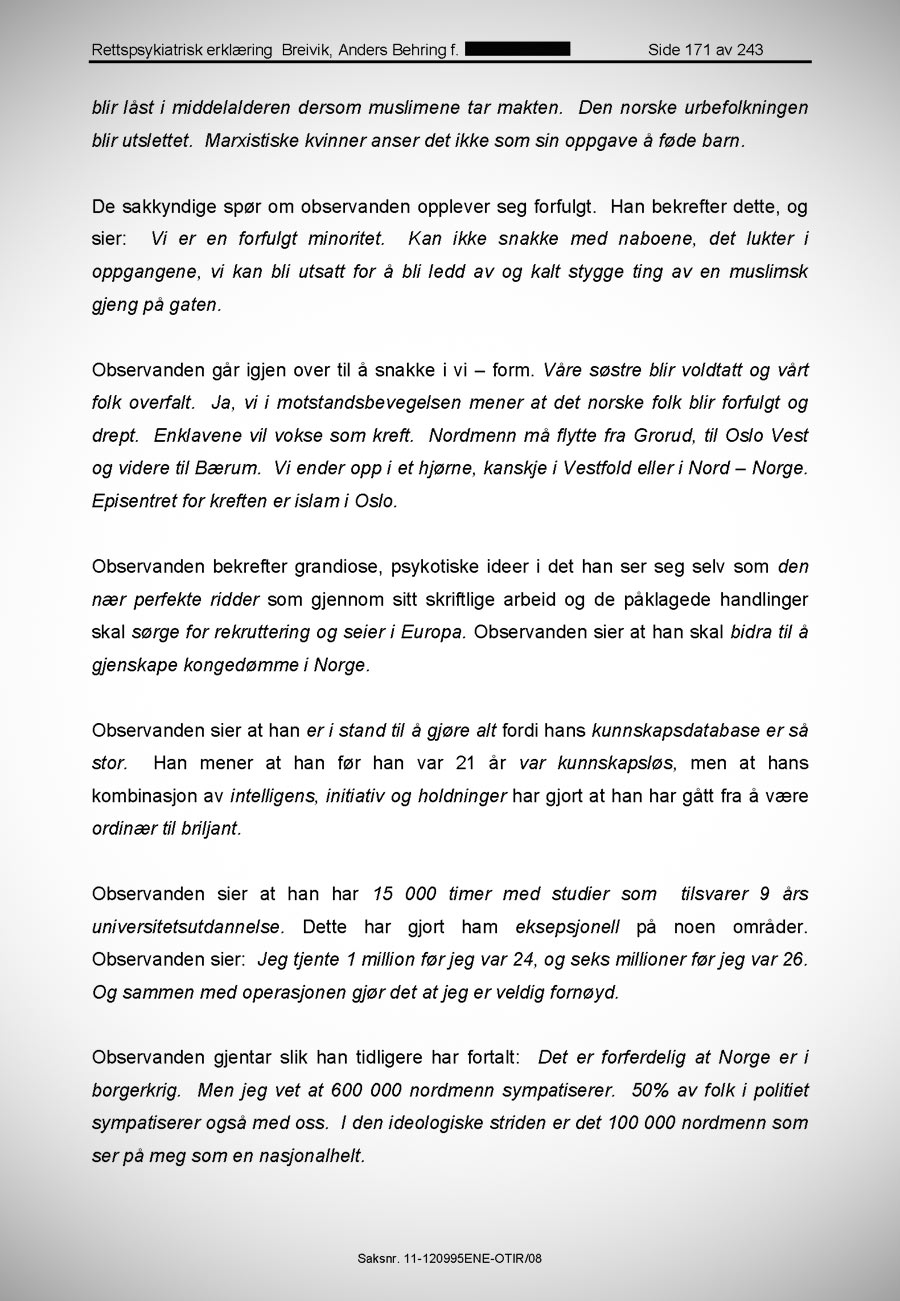 Rettspsykiatrisk erklæring Breivik, Anders Behring f. Side 171 av 243
blir låst i middelalderen dersom muslimene tar makten. Den norske urbefolkningen
blir utslettet. Marxistiske kvinner anser det ikke som sin oppgave å føde barn.
De sakkyndige spør om observanden opplever seg forfulgt. Han bekrefter dette, og
sier: Vi er en forfulgt minoritet. Kan ikke snakke med naboene, det lukter i
oppgangene, vi kan bli utsatt for å bli ledd av og kalt stygge ting av en muslimsk
gjeng på gaten.
Observanden går igjen over til å snakke i vi – form. Våre søstre blir voldtatt og vårt
folk overfalt. Ja, vi i motstandsbevegelsen mener at det norske folk blir forfulgt og
drept. Enklavene vil vokse som kreft. Nordmenn må flytte fra Grorud, til Oslo Vest
og videre til Bærum. Vi ender opp i et hjørne, kanskje i Vestfold eller i Nord – Norge.
Episentret for kreften er islam i Oslo.
Observanden bekrefter grandiose, psykotiske ideer i det han ser seg selv som den
nær perfekte ridder som gjennom sitt skriftlige arbeid og de påklagede handlinger
skal sørge for rekruttering og seier i Europa. Observanden sier at han skal bidra til å
gjenskape kongedømme i Norge.
Observanden sier at han er i stand til å gjøre alt fordi hans kunnskapsdatabase er så
stor. Han mener at han før han var 21 år var kunnskapsløs, men at hans
kombinasjon av intelligens, initiativ og holdninger har gjort at han har gått fra å være
ordinær til briljant.
Observanden sier at han har 15 000 timer med studier som tilsvarer 9 års
universitetsutdannelse. Dette har gjort ham eksepsjonell på noen områder.
Observanden sier: Jeg tjente 1 million før jeg var 24, og seks millioner før jeg var 26.
Og sammen med operasjonen gjør det at jeg er veldig fornøyd.
Observanden gjentar slik han tidligere har fortalt: Det er forferdelig at Norge er i
borgerkrig. Men jeg vet at 600 000 nordmenn sympatiserer. 50% av folk i politiet
sympatiserer også med oss. I den ideologiske striden er det 100 000 nordmenn som
ser på meg som en nasjonalhelt.
Saksnr. 11-120995ENE-OTIR/08